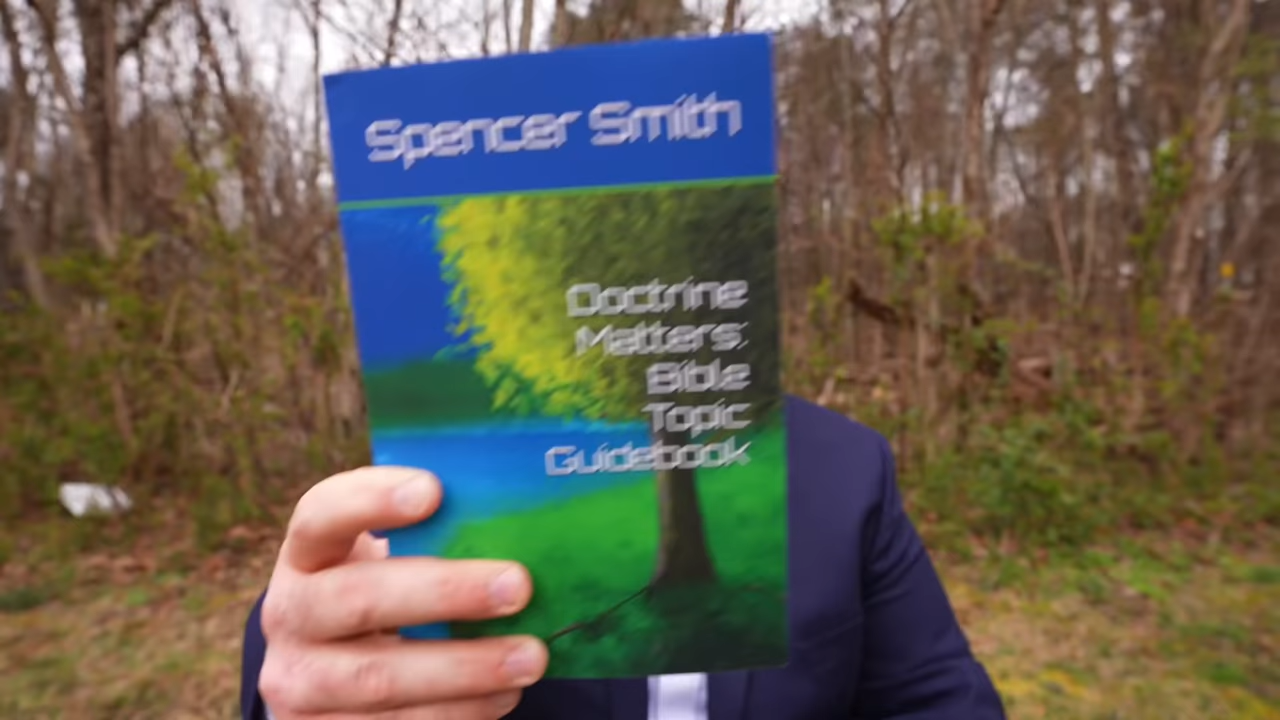 Spencer Smith
Doctrine
Matters:
Bible
Topic
Guidebook